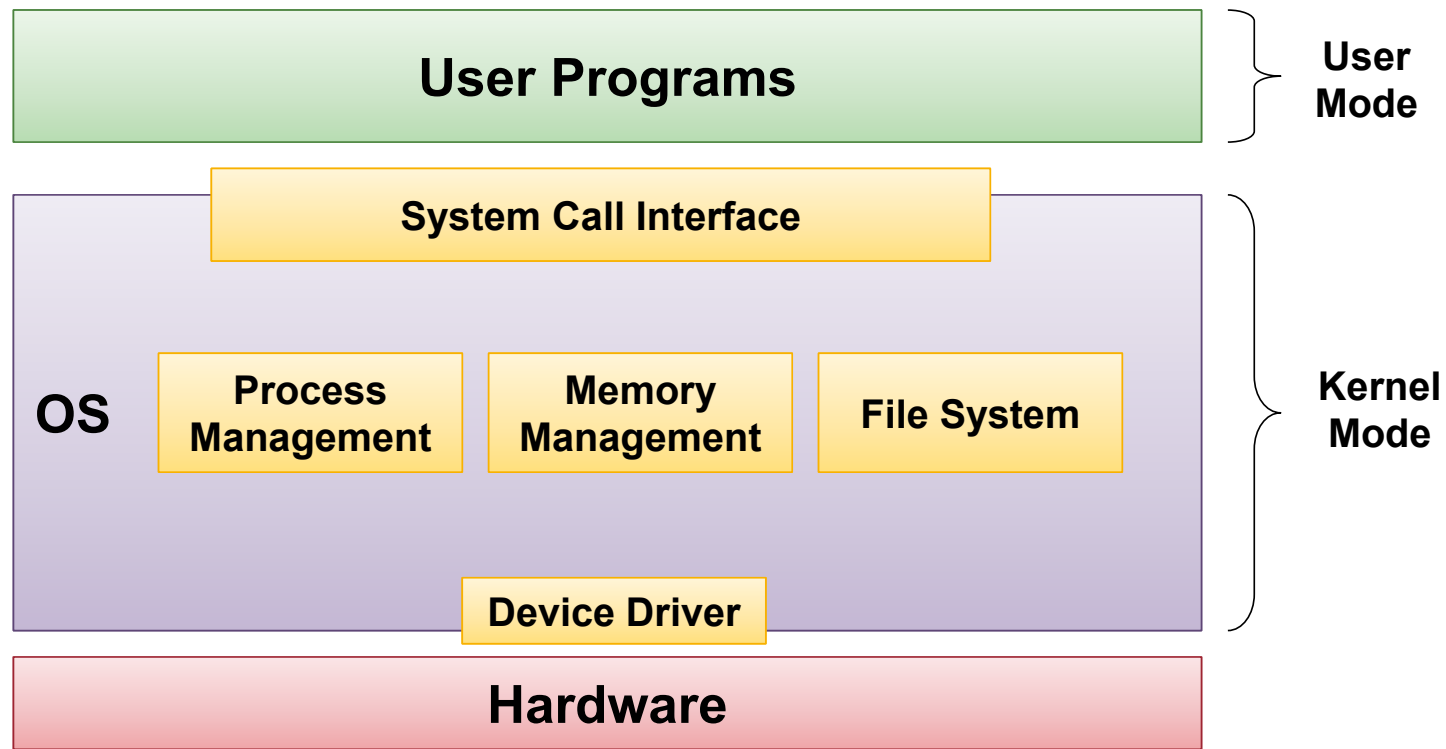 User Programs
User
Mode
System Call Interface
OS
Process
Management
Memory
Management
File System
Kernel
Mode
Device Driver
Hardware